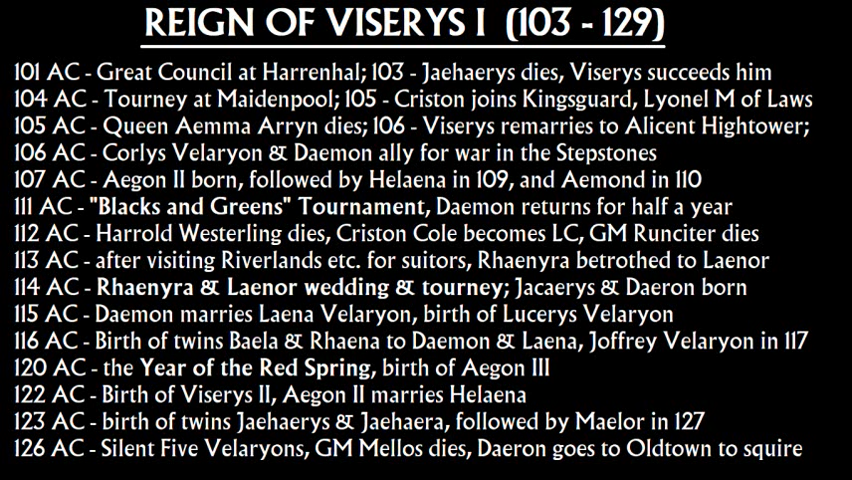 REIGN OF VISERYS I (103 - 129)
101 AC - Great Council at Harrenhal; 103 - Jaehaerys dies, Viserys succeeds him
104 AC - Tourney at Maidenpool; 105 - Criston joins Kingsguard, Lyonel M of Laws
105 AC - Queen Aemma Arryn dies; 106 - Viserys remarries to Alicent Hightower;
106 AC - Corlys Velaryon & Daemon ally for war in the Stepstones
107 AC - Aegon II born, followed by Helaena in 109, and Aemond in 110
111 AC - "Blacks and Greens" Tournament, Daemon returns for half a year
112 AC - Harrold Westerling dies, Criston Cole becomes LC, GM Runciter dies
113 AC - after visiting Riverlands etc. for suitors, Rhaenyra betrothed to Laenor
114 AC - Rhaenyra & Laenor wedding & tourney; Jacaerys & Daeron born
115 AC - Daemon marries Laena Velaryon, birth of Lucerys Velaryon
116 AC - Birth of twins Baela & Rhaena to Daemon & Laena, Joffrey Velaryon in 117
120 AC - the Year of the Red Spring, birth of Aegon III
122 AC - Birth of Viserys II, Aegon II marries Helaena
123 AC - birth of twins Jaehaerys & Jaehaera, followed by Maelor in 127
126 AC - Silent Five Velaryons, GM Mellos dies, Daeron goes to Oldtown to squire